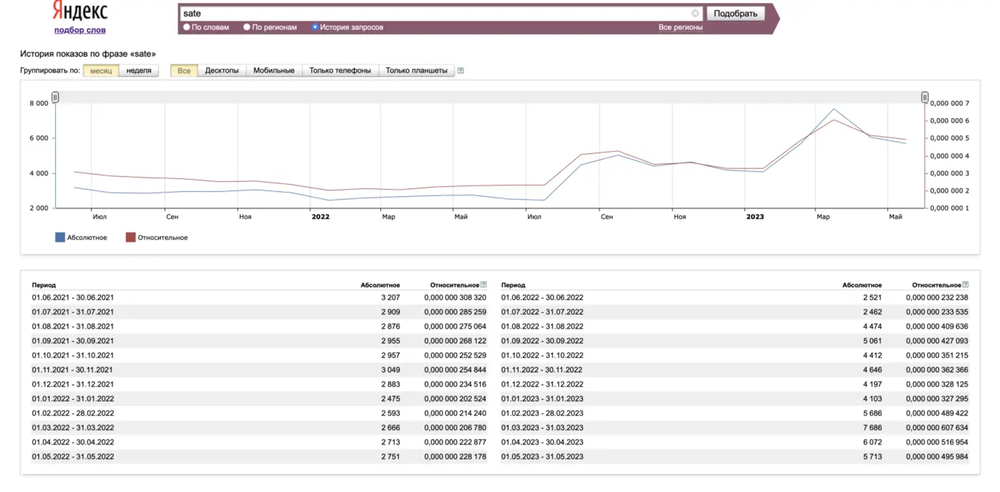 Яндекс
подбор слов
sate
Подобрать
По словам По регионам История запросов Все регионы
История показов по фразе «sate»
Группировать по: месяц неделя Все Десктопы Мобильные Только телефоны Только планшеты ?
8 000 0,000 000 7
0,000 000 6
6 000 0,000 000 5
0,000 000 4
4 000 0,000 000 3
0,000 000 2
2 000 0,000 000 1
Июл Сен Ноя 2022 Мар Май Июл Сен Ноя 2023 Мар Май
Абсолютное Относительное
Период Абсолютное Относительное ? Период Абсолютное Относительное ?
01.06.2021 - 30.06.2021 3 207 0,000 000 308 320 01.06.2022 - 30.06.2022 2 521 0,000 000 232 238
01.07.2021 - 31.07.2021 2 909 0,000 000 285 259 01.07.2022 - 31.07.2022 2 462 0,000 000 233 535
01.08.2021 - 31.08.2021 2 876 0,000 000 275 064 01.08.2022 - 31.08.2022 4 474 0,000 000 409 636
01.09.2021 - 30.09.2021 2 955 0,000 000 268 122 01.09.2022 - 30.09.2022 5 061 0,000 000 427 093
01.10.2021 - 31.10.2021 2 957 0,000 000 252 529 01.10.2022 - 31.10.2022 4 412 0,000 000 351 215
01.11.2021 - 30.11.2021 3 049 0,000 000 254 844 01.11.2022 - 30.11.2022 4 646 0,000 000 362 366
01.12.2021 - 31.12.2021 2 883 0,000 000 234 516 01.12.2022 - 31.12.2022 4 197 0,000 000 328 125
01.01.2022 - 31.01.2022 2 475 0,000 000 202 524 01.01.2023 - 31.01.2023 4 103 0,000 000 327 295
01.02.2022 - 28.02.2022 2 593 0,000 000 214 240 01.02.2023 - 28.02.2023 5 686 0,000 000 489 422
01.03.2022 - 31.03.2022 2 666 0,000 000 206 780 01.03.2023 - 31.03.2023 7 686 0,000 000 607 634
01.04.2022 - 30.04.2022 2 713 0,000 000 222 877 01.04.2023 - 30.04.2023 6 072 0,000 000 516 954
01.05.2022 - 31.05.2022 2 751 0,000 000 228 178 01.05.2023 - 31.05.2023 5 713 0,000 000 495 984